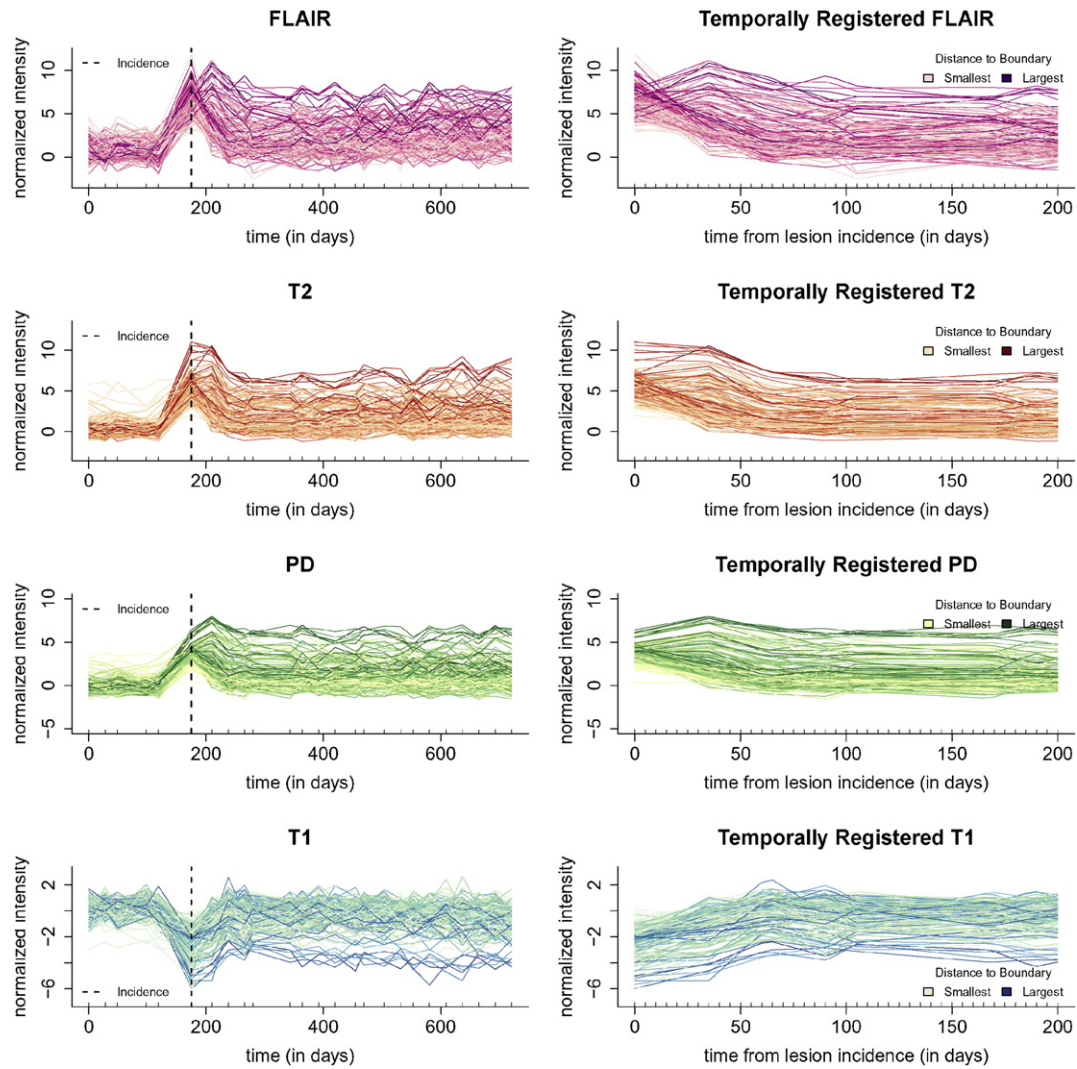 FLAIR
normalized intensity
10
5
0
Incidence
0 200 400 600
time (in days)
Temporally Registered FLAIR
normalized intensity
10
5
0
Distance to Boundary
Smallest Largest
0 50 100 150 200
time from lesion incidence (in days)
T2
normalized intensity
10
5
0
Incidence
0 200 400 600
time (in days)
Temporally Registered T2
normalized intensity
10
5
0
Distance to Boundary
Smallest Largest
0 50 100 150 200
time from lesion incidence (in days)
PD
normalized intensity
10
5
0
−5
Incidence
0 200 400 600
time (in days)
Temporally Registered PD
normalized intensity
10
5
0
−5
Distance to Boundary
Smallest Largest
0 50 100 150 200
time from lesion incidence (in days)
T1
normalized intensity
2
−2
−6
Incidence
0 200 400 600
time (in days)
Temporally Registered T1
normalized intensity
2
−2
−6
Distance to Boundary
Smallest Largest
0 50 100 150 200
time from lesion incidence (in days)